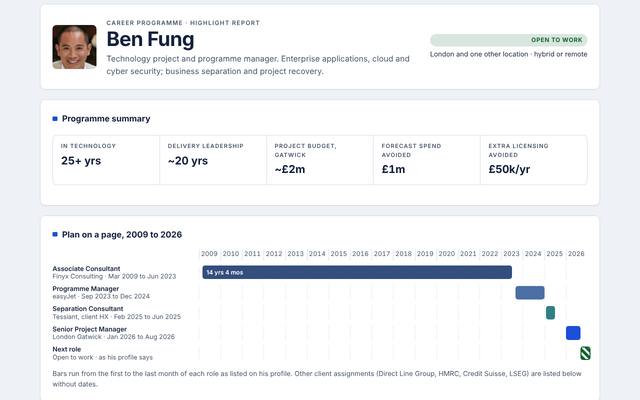 CAREER PROGRAMME · HIGHLIGHT REPORT
Ben Fung
Technology project and programme manager. Enterprise applications, cloud and
cyber security; business separation and project recovery.
OPEN TO WORK
London and one other location · hybrid or remote
Programme summary
IN TECHNOLOGY
25+ yrs
DELIVERY LEADERSHIP
~20 yrs
PROJECT BUDGET,
GATWICK
~£2m
FORECAST SPEND
AVOIDED
£1m
EXTRA LICENSING
AVOIDED
£50k/yr
Plan on a page, 2009 to 2026
2009 2010 2011 2012 2013 2014 2015 2016 2017 2018 2019 2020 2021 2022 2023 2024 2025 2026
Associate Consultant
Finyx Consulting · Mar 2009 to Jun 2023
14 yrs 4 mos
Programme Manager
easyJet · Sep 2023 to Dec 2024
Separation Consultant
Tessiant, client HX · Feb 2025 to Jun 2025
Senior Project Manager
London Gatwick · Jan 2026 to Aug 2026
Next role
Open to work · as his profile says
Bars run from the first to the last month of each role as listed on his profile. Other client assignments (Direct Line Group, HMRC, Credit Suisse, LSEG) are listed below
without dates.